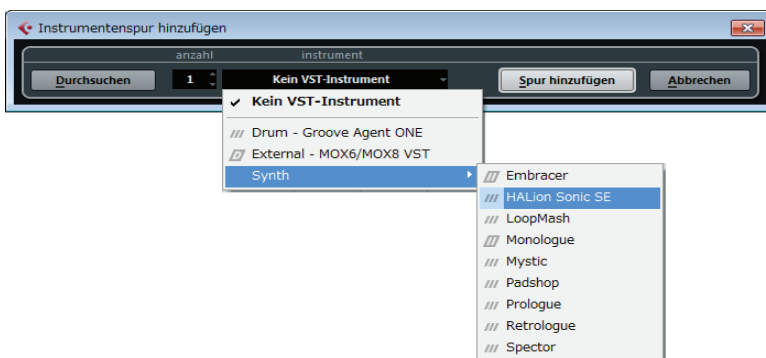 Instrumentenspur hinzufügen
anzahl instrument
Durchsuchen 1 Kein VST-Instrument Spur hinzufügen Abbrechen
Kein VST-Instrument
Drum - Groove Agent ONE
External - MOX6/MOX8 VST
Synth
Embracer
HALion Sonic SE
LoopMash
Monologue
Mystic
Padshop
Prologue
Retrologue
Spector